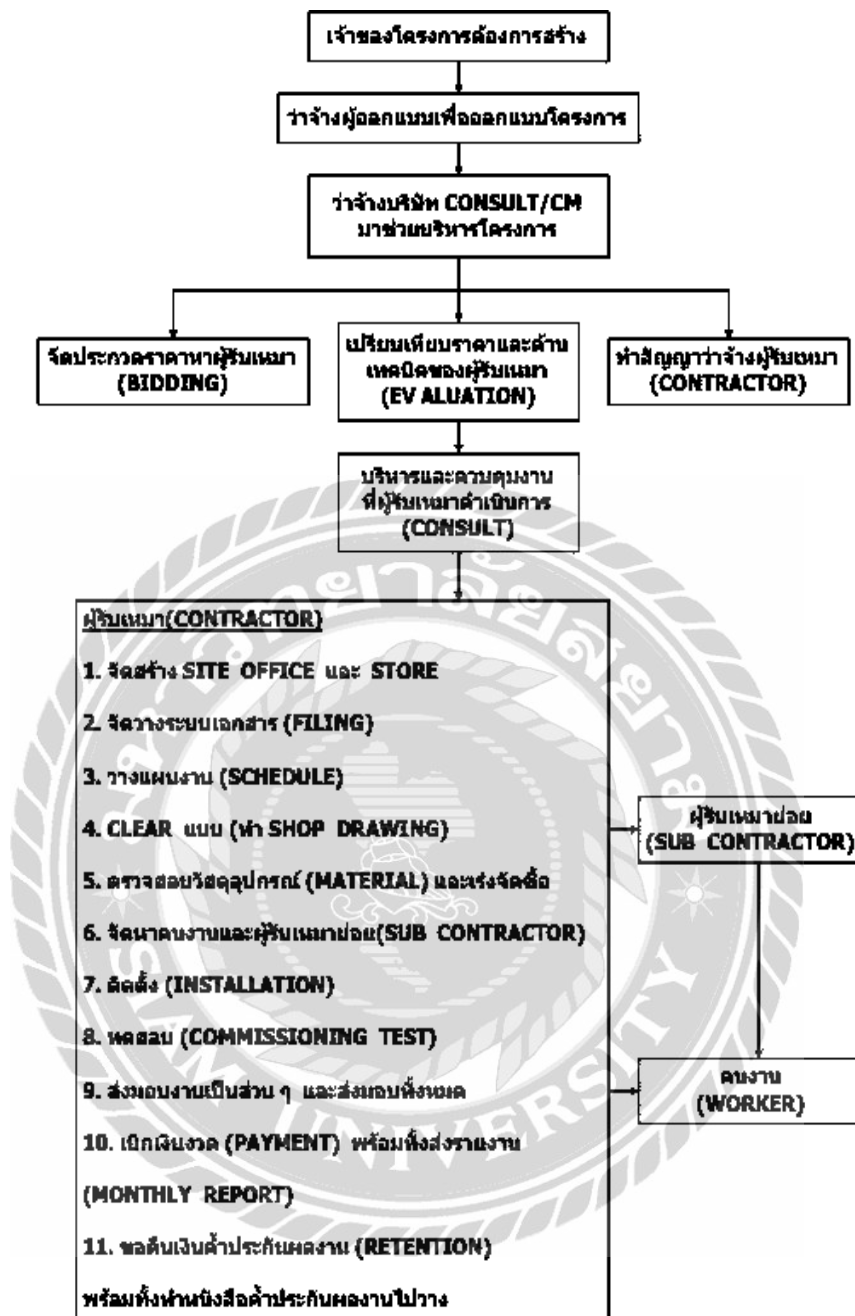 เจ้าของโครงการต้องการสร้าง
ว่าจ้างผู้ออกแบบเพื่อออกแบบโครงการ
ว่าจ้างบริษัท CONSULT/CM
มาช่วยบริหารโครงการ
จัดประกวดราคาหาผู้รับเหมา
(BIDDING)
เปรียบเทียบราคาและด้าน
เทคนิคของผู้รับเหมา
(EV ALUATION)
ทำสัญญาว่าจ้างผู้รับเหมา
(CONTRACTOR)
บริหารและควบคุมงาน
ที่ผู้รับเหมาดำเนินการ
(CONSULT)
ผู้รับเหมา(CONTRACTOR)
1. จัดสร้าง SITE OFFICE และ STORE
2. จัดวางระบบเอกสาร (FILING)
3. วางแผนงาน (SCHEDULE)
4. CLEAR แบบ (ทำ SHOP DRAWING)
5. ตรวจสอบวัสดุอุปกรณ์ (MATERIAL) และเร่งจัดซื้อ
6. จัดหาคนงานและผู้รับเหมาย่อย(SUB CONTRACTOR)
7. ติดตั้ง (INSTALLATION)
8. ทดสอบ (COMMISSIONING TEST)
9. ส่งมอบงานเป็นส่วน ๆ และส่งมอบทั้งหมด
10. เบิกเงินงวด (PAYMENT) พร้อมทั้งส่งรายงาน
(MONTHLY REPORT)
11. ขอคืนเงินค้ำประกันผลงาน (RETENTION)
พร้อมทั้งทำหนังสือค้ำประกันผลงานไปวาง
ผู้รับเหมาย่อย
(SUB CONTRACTOR)
คนงาน
(WORKER)
มหาวิทยาลัยสยาม
SIAM UNIVERSITY